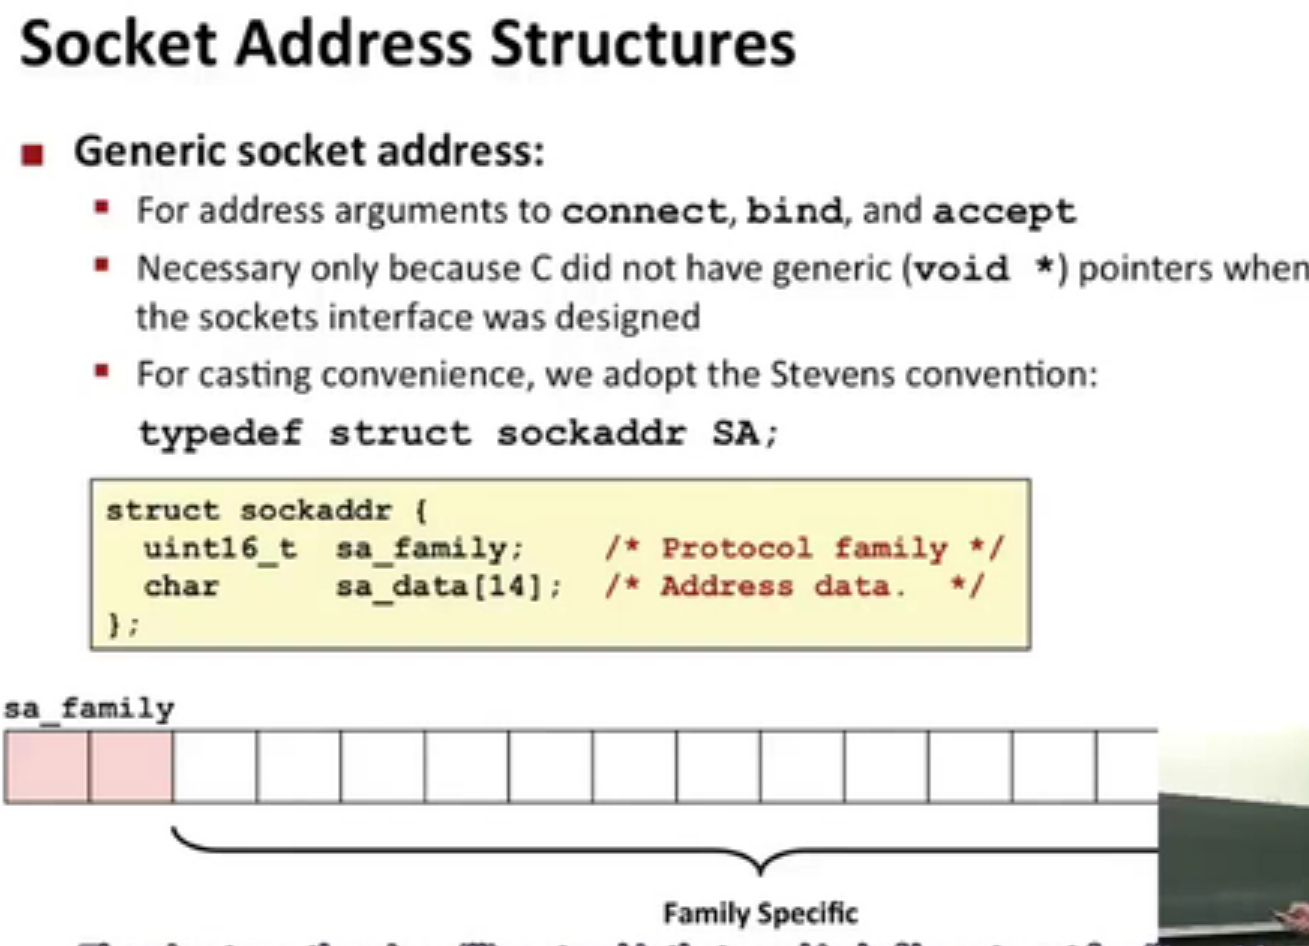 Socket Address Structures
■ Generic socket address:
▪ For address arguments to connect, bind, and accept
▪ Necessary only because C did not have generic (void *) pointers when
the sockets interface was designed
▪ For casting convenience, we adopt the Stevens convention:
typedef struct sockaddr SA;
struct sockaddr {
uint16_t sa_family; /* Protocol family */
char sa_data[14]; /* Address data. */
};
sa_family
Family Specific